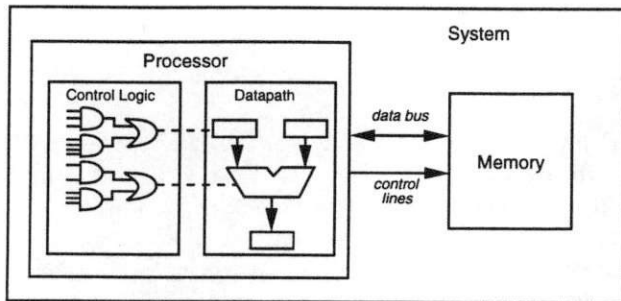 System
Processor
Control Logic
Datapath
data bus
control
lines
Memory